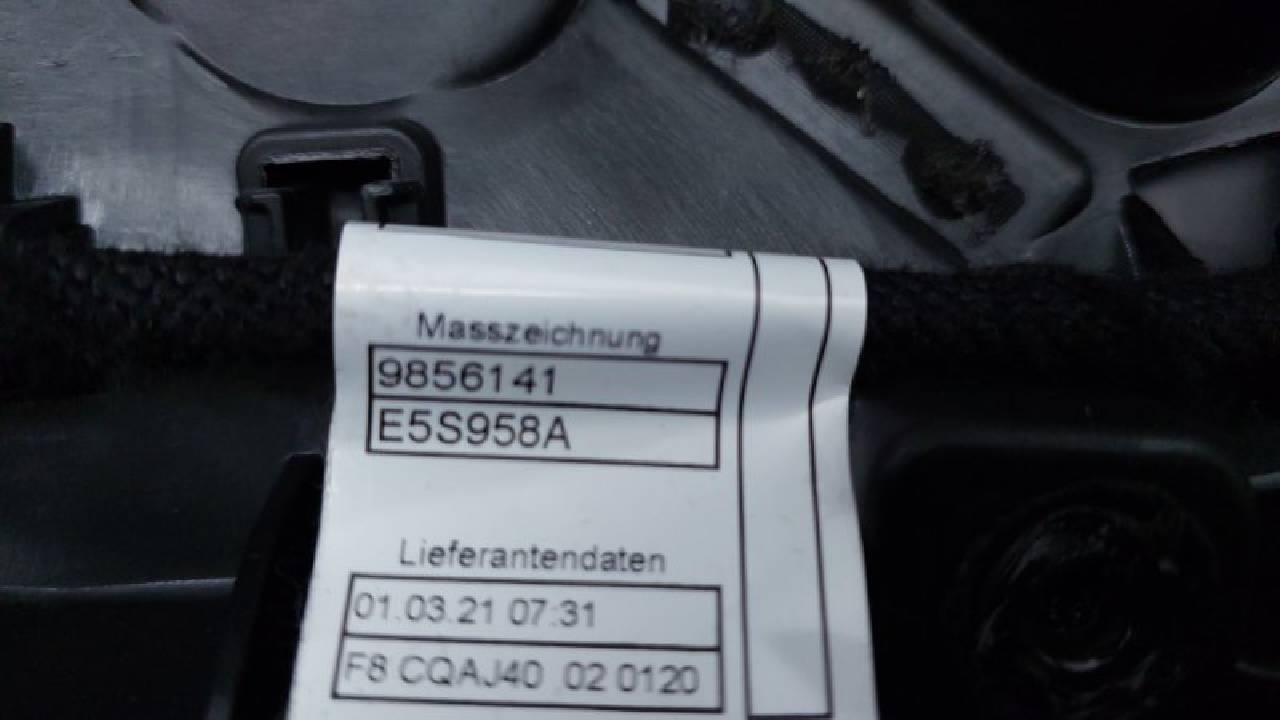 Masszeichnung
9856141
E5S958A
Lieferantendaten
01.03.21 07:31
F8 CQAJ40 02 0120